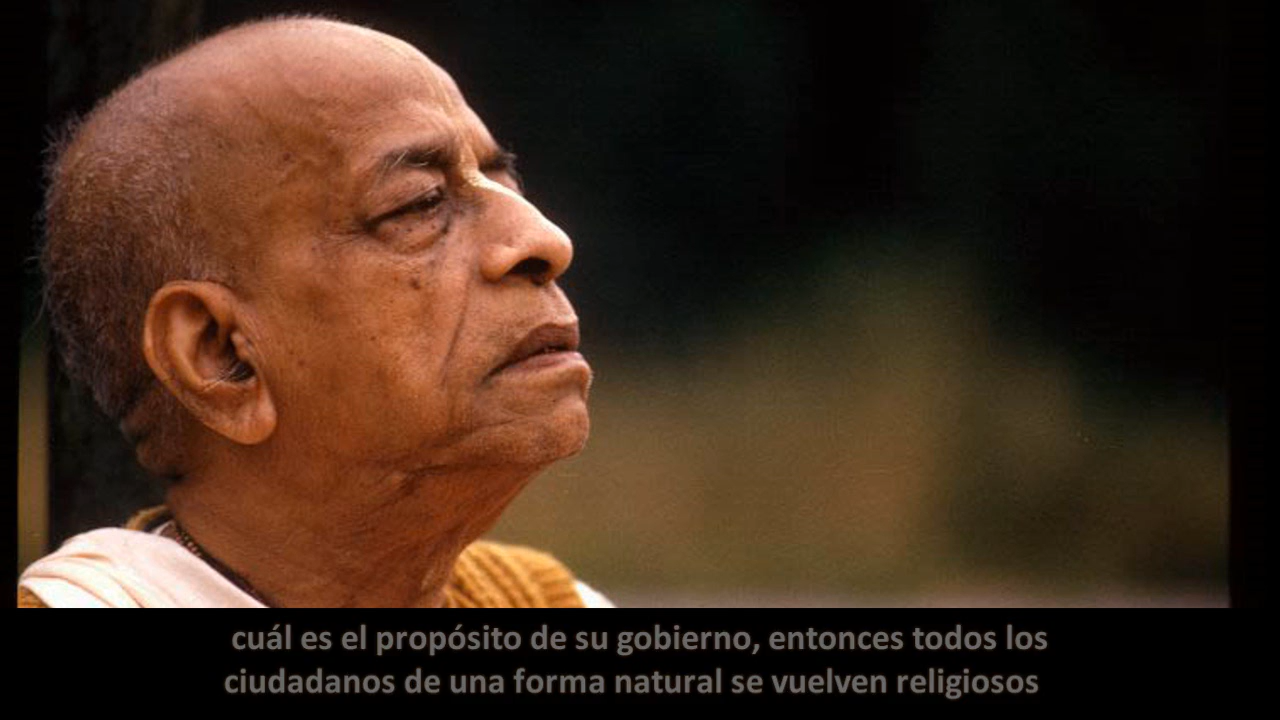 cuál es el propósito de su gobierno, entonces todos los
ciudadanos de una forma natural se vuelven religiosos